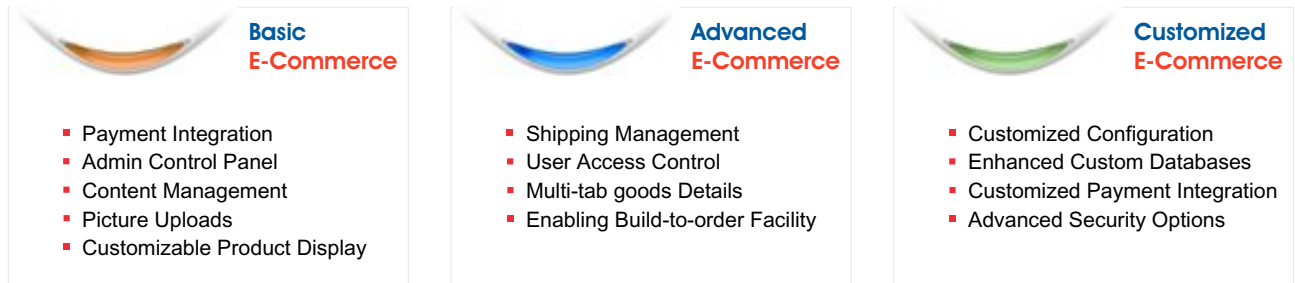 Basic
E-Commerce
Payment Integration
Admin Control Panel
Content Management
Picture Uploads
Customizable Product Display
Advanced
E-Commerce
Shipping Management
User Access Control
Multi-tab goods Details
Enabling Build-to-order Facility
Customized
E-Commerce
Customized Configuration
Enhanced Custom Databases
Customized Payment Integration
Advanced Security Options